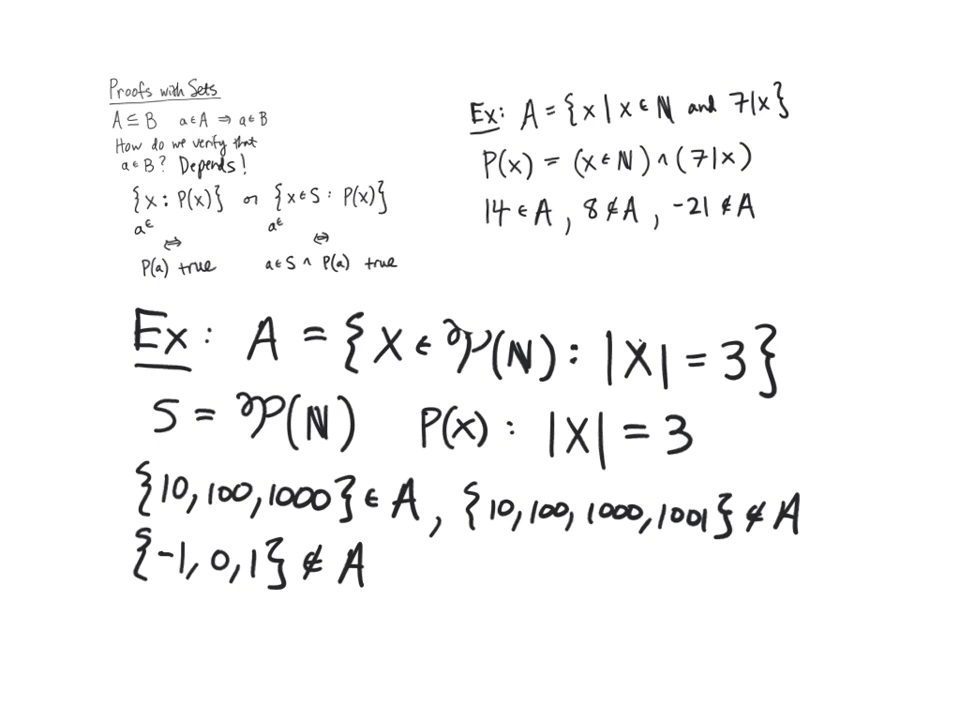 Proofs with Sets
A ⊆ B a ∈ A ⇒ a ∈ B
How do we verify that
a ∈ B? Depends!
{x : P(x)} or {x ∈ S : P(x)}
a ∈ a ∈
⇔ ⇔
P(a) true a ∈ S ∧ P(a) true
Ex: A = {x | x ∈ ℕ and 7|x}
P(x) = (x ∈ ℕ) ∧ (7|x)
14 ∈ A, 8 ∉ A, -21 ∉ A
Ex: A = {X ∈ 𝒫(ℕ) : |X| = 3}
S = 𝒫(ℕ) P(x) : |X| = 3
{10, 100, 1000} ∈ A, {10, 100, 1000, 1001} ∉ A
{-1, 0, 1} ∉ A